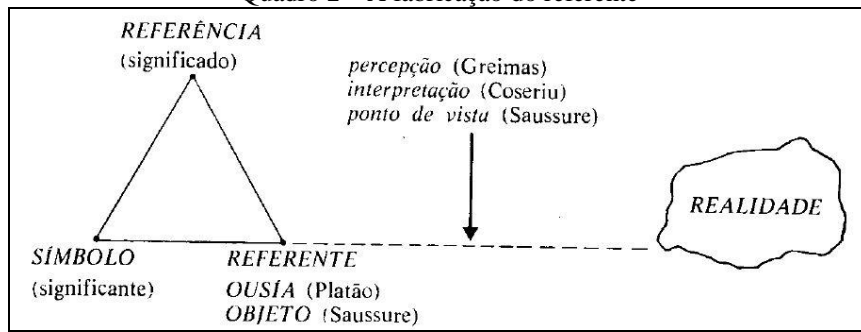 Quadro 2 – A fabricação do referente
REFERÊNCIA
(significado)
percepção (Greimas)
interpretação (Coseriu)
ponto de vista (Saussure)
REALIDADE
SÍMBOLO
(significante)
REFERENTE
OUSÍA (Platão)
OBJETO (Saussure)